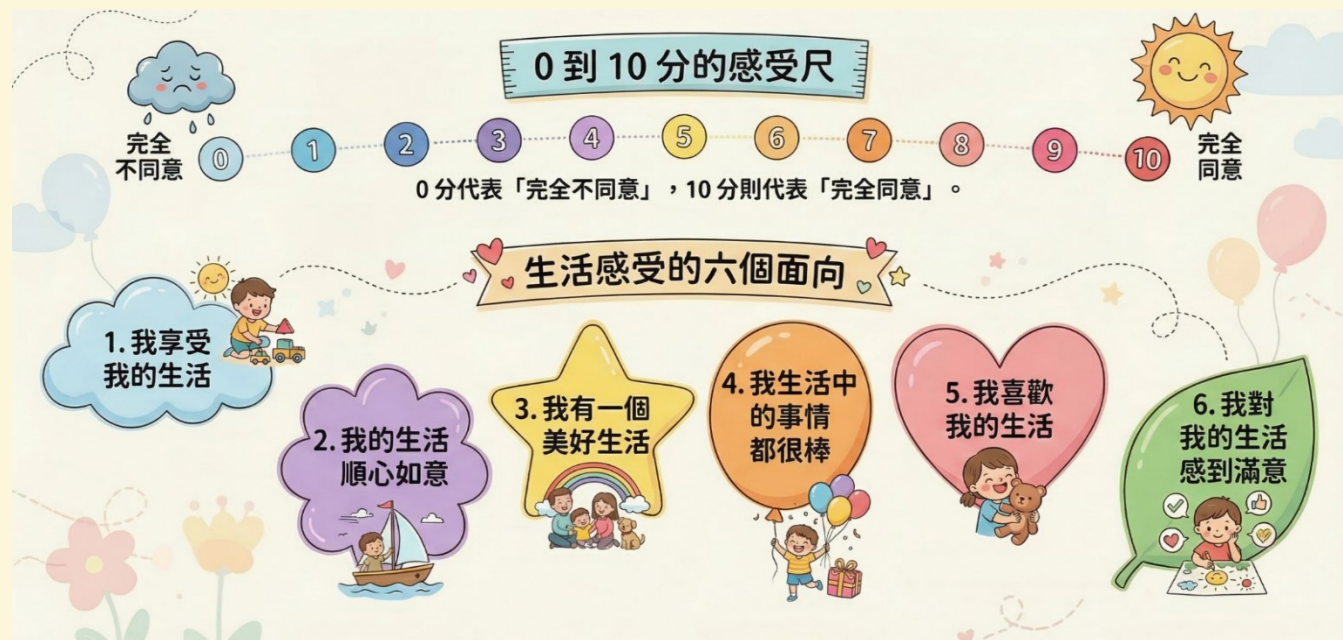 0 到 10 分的感受尺
完全
不同意
0 1 2 3 4 5 6 7 8 9 10
完全
同意
0 分代表「完全不同意」，10 分則代表「完全同意」。
生活感受的六個面向
1. 我享受
我的生活
2. 我的生活
順心如意
3. 我有一個
美好生活
4. 我生活中
的事情
都很棒
5. 我喜歡
我的生活
6. 我對
我的生活
感到滿意